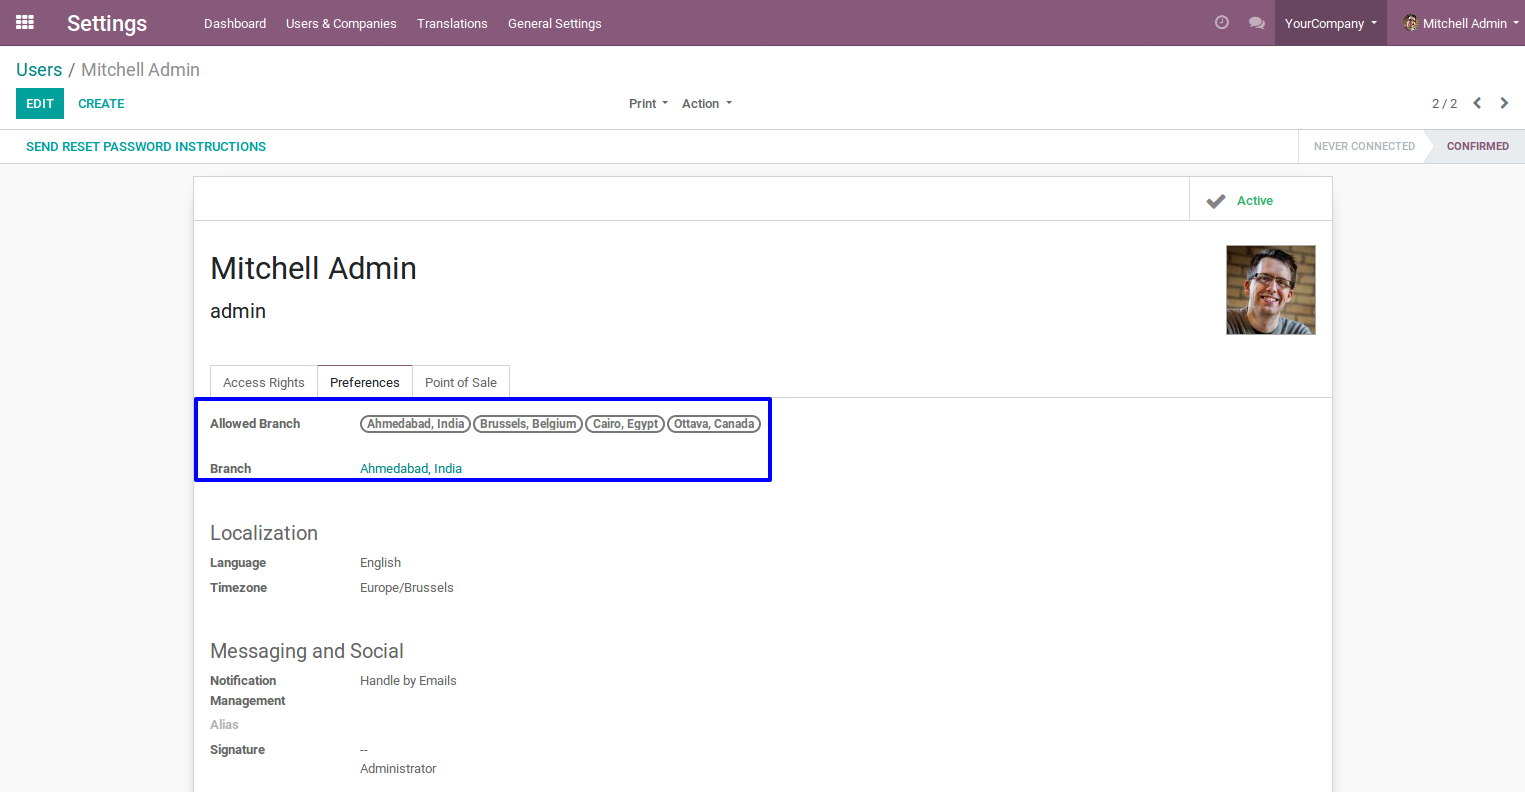 Settings Dashboard Users & Companies Translations General Settings YourCompany Mitchell Admin
Users / Mitchell Admin
EDIT CREATE Print Action 2 / 2
SEND RESET PASSWORD INSTRUCTIONS NEVER CONNECTED CONFIRMED
Active
Mitchell Admin
admin
Access Rights Preferences Point of Sale
Allowed Branch Ahmedabad, India Brussels, Belgium Cairo, Egypt Ottava, Canada
Branch Ahmedabad, India
Localization
Language English
Timezone Europe/Brussels
Messaging and Social
Notification Handle by Emails
Management
Alias
Signature --
Administrator